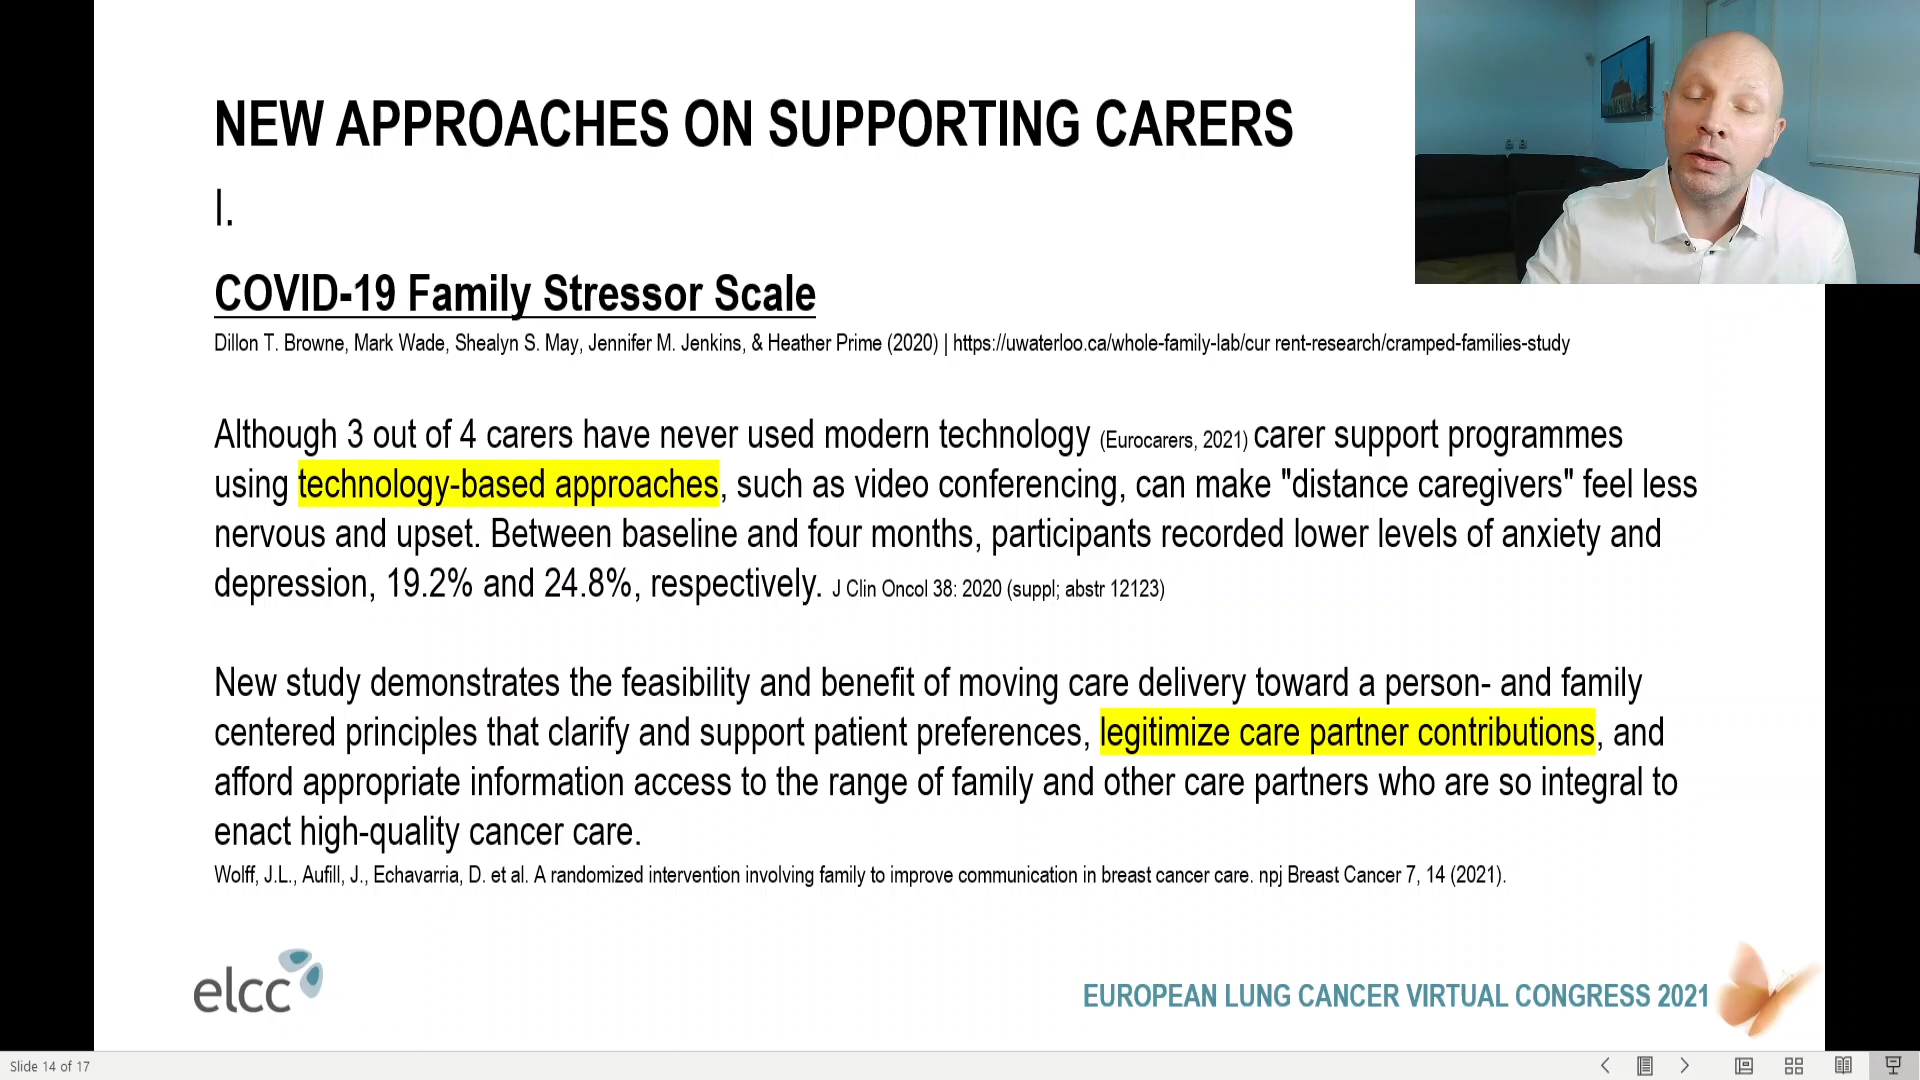 NEW APPROACHES ON SUPPORTING CARERS
I.
COVID-19 Family Stressor Scale
Dillon T. Browne, Mark Wade, Shealyn S. May, Jennifer M. Jenkins, & Heather Prime (2020) | https://uwaterloo.ca/whole-family-lab/cur rent-research/cramped-families-study
Although 3 out of 4 carers have never used modern technology (Eurocarers, 2021) carer support programmes
using technology-based approaches, such as video conferencing, can make "distance caregivers" feel less
nervous and upset. Between baseline and four months, participants recorded lower levels of anxiety and
depression, 19.2% and 24.8%, respectively. J Clin Oncol 38: 2020 (suppl; abstr 12123)
New study demonstrates the feasibility and benefit of moving care delivery toward a person- and family
centered principles that clarify and support patient preferences, legitimize care partner contributions, and
afford appropriate information access to the range of family and other care partners who are so integral to
enact high-quality cancer care.
Wolff, J.L., Aufill, J., Echavarria, D. et al. A randomized intervention involving family to improve communication in breast cancer care. npj Breast Cancer 7, 14 (2021).
elcc
EUROPEAN LUNG CANCER VIRTUAL CONGRESS 2021
Slide 14 of 17